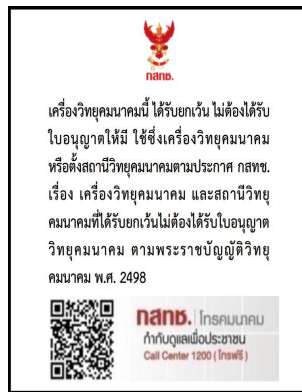 กสทช.
เครื่องวิทยุคมนาคมนี้ ได้รับยกเว้น ไม่ต้องได้รับ
ใบอนุญาตให้มี ใช้ซึ่งเครื่องวิทยุคมนาคม
หรือตั้งสถานีวิทยุคมนาคมตามประกาศ กสทช.
เรื่อง เครื่องวิทยุคมนาคม และสถานีวิทยุ
คมนาคมที่ได้รับยกเว้นไม่ต้องได้รับใบอนุญาต
วิทยุคมนาคม ตามพระราชบัญญัติวิทยุ
คมนาคม พ.ศ. 2498
กสทช. โทรคมนาคม
กำกับดูแลเพื่อประชาชน
Call Center 1200 ( โทรฟรี )